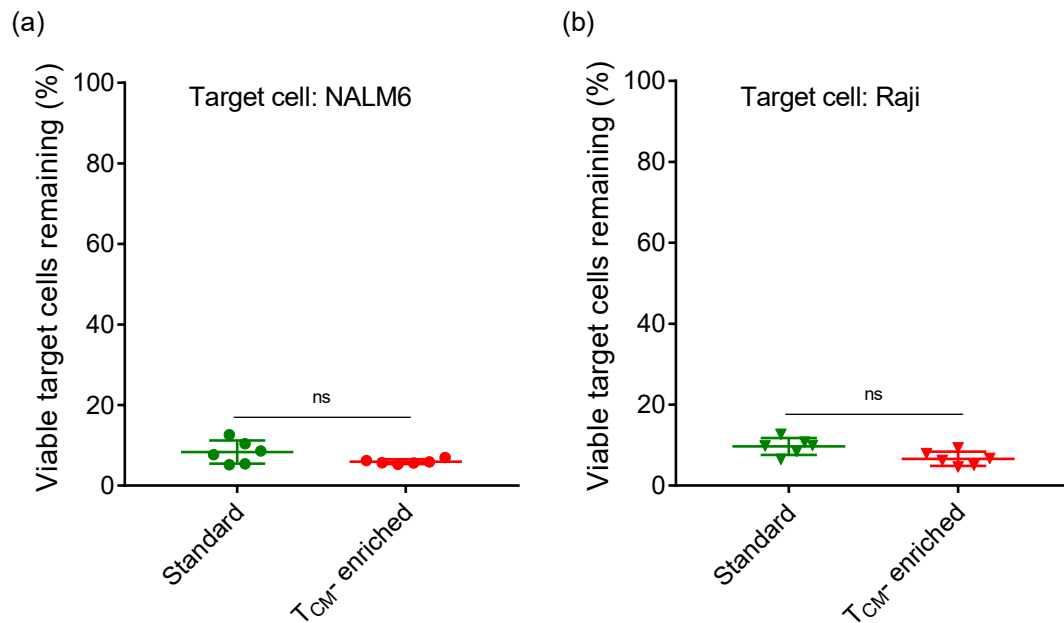 (a)
Viable target cells remaining (%)
100
80
60
40
20
0
Target cell: NALM6
ns
Standard
TCM- enriched
(b)
Viable target cells remaining (%)
100
80
60
40
20
0
Target cell: Raji
ns
Standard
TCM- enriched